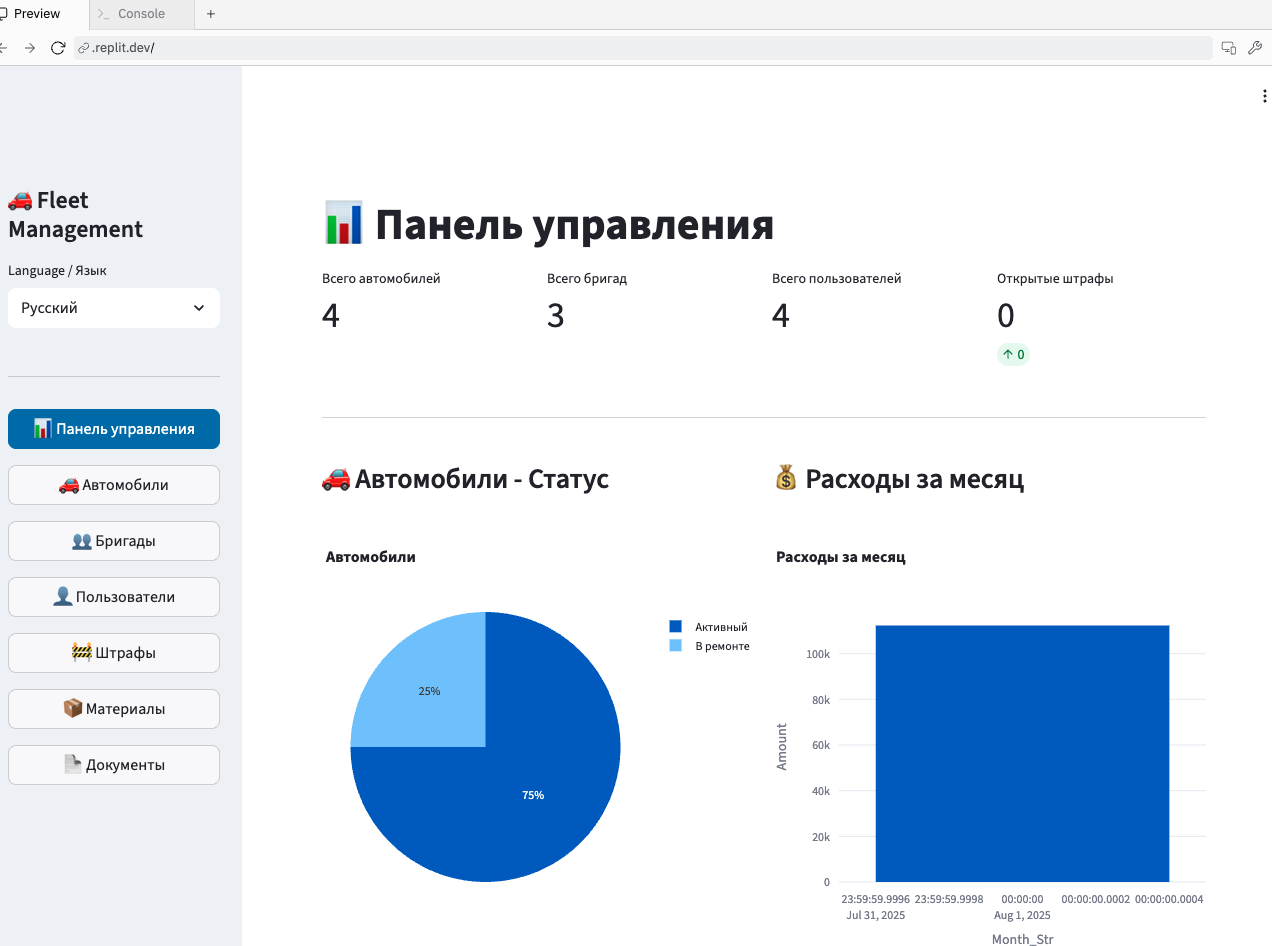 Preview
Console
.replit.dev/
Fleet
Management
Language / Язык
Русский
Панель управления
Автомобили
Бригады
Пользователи
Штрафы
Материалы
Документы
Панель управления
Всего автомобилей
4
Всего бригад
3
Всего пользователей
4
Открытые штрафы
0
↑ 0
Автомобили - Статус
Автомобили
Активный
В ремонте
25%
75%
Расходы за месяц
Расходы за месяц
Amount
100k
80k
60k
40k
20k
0
23:59:59.9996 23:59:59.9998 00:00:00 00:00:00.0002 00:00:00.0004
Jul 31, 2025 Aug 1, 2025
Month_Str